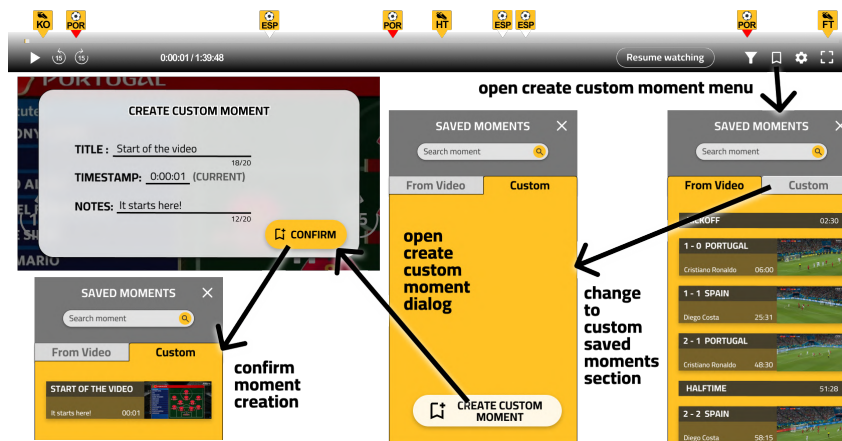 KO
POR
ESP
POR
HT
ESP
ESP
POR
FT
15
15
0:00:01 / 1:39:48
Resume watching
open create custom moment menu
PORTUGAL
CREATE CUSTOM MOMENT
TITLE : Start of the video
18/20
TIMESTAMP: 0:00:01 (CURRENT)
NOTES: It starts here!
12/20
CONFIRM
MARIO
SAVED MOMENTS
Search moment
From Video
Custom
START OF THE VIDEO
It starts here!
00:01
confirm
moment
creation
SAVED MOMENTS
Search moment
From Video
Custom
open
create
custom
moment
dialog
CREATE CUSTOM
MOMENT
change
to
custom
saved
moments
section
SAVED MOMENTS
Search moment
From Video
Custom
KICKOFF
02:30
1 - 0 PORTUGAL
Cristiano Ronaldo
06:00
1 - 1 SPAIN
Diego Costa
25:31
2 - 1 PORTUGAL
Cristiano Ronaldo
48:30
HALFTIME
51:28
2 - 2 SPAIN
Diego Costa
58:15